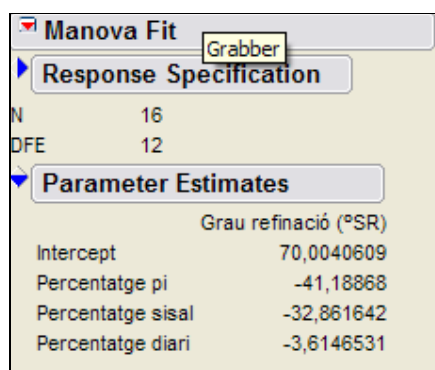 Manova Fit
Grabber
Response Specification
N 16
DFE 12
Parameter Estimates
Grau refinació (ºSR)
Intercept 70,0040609
Percentatge pi -41,18868
Percentatge sisal -32,861642
Percentatge diari -3,6146531